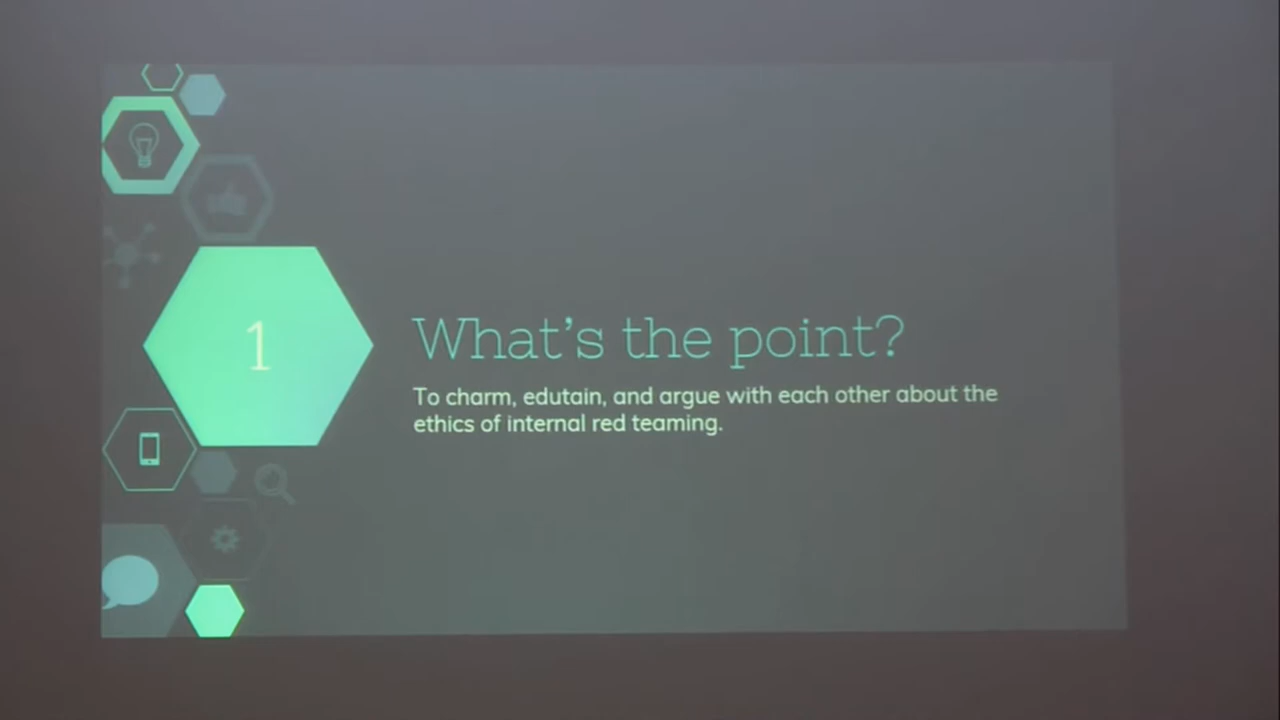 1
What's the point?
To charm, edutain, and argue with each other about the
ethics of internal red teaming.